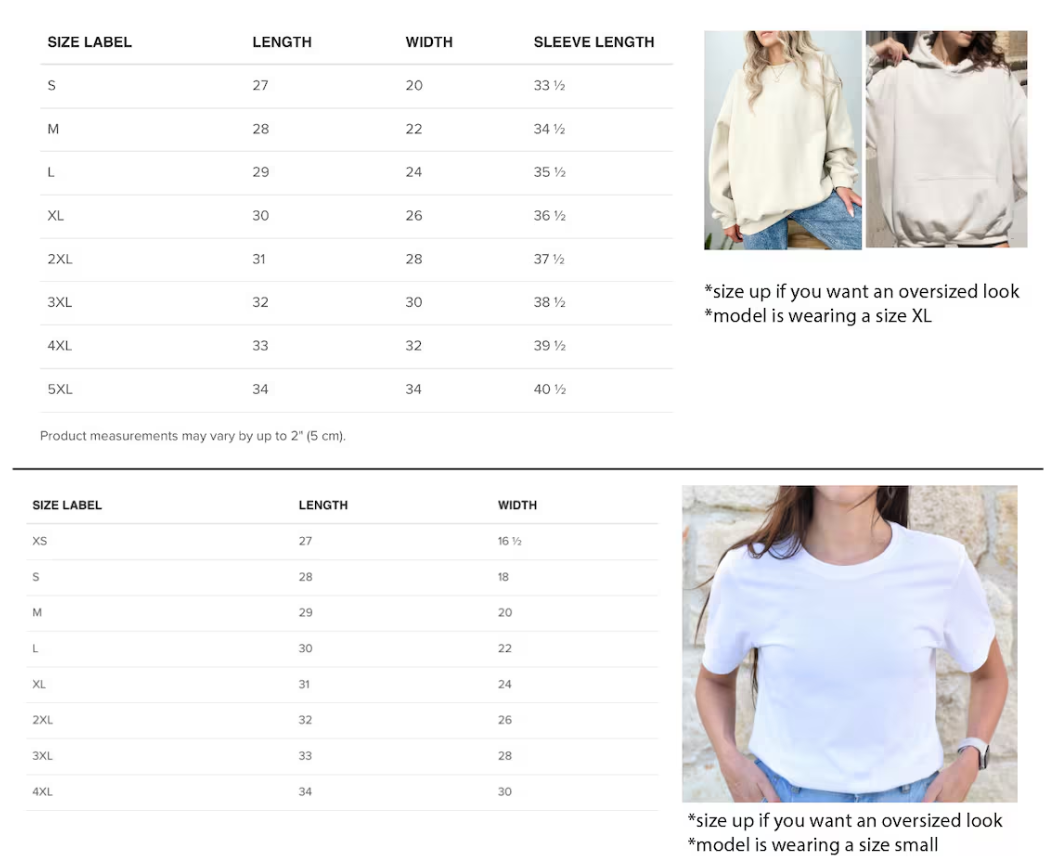 SIZE LABEL LENGTH WIDTH SLEEVE LENGTH
S 27 20 33 ½
M 28 22 34 ½
L 29 24 35 ½
XL 30 26 36 ½
2XL 31 28 37 ½
3XL 32 30 38 ½
4XL 33 32 39 ½
5XL 34 34 40 ½
Product measurements may vary by up to 2" (5 cm).
*size up if you want an oversized look
*model is wearing a size XL
SIZE LABEL LENGTH WIDTH
XS 27 16 ½
S 28 18
M 29 20
L 30 22
XL 31 24
2XL 32 26
3XL 33 28
4XL 34 30
*size up if you want an oversized look
*model is wearing a size small